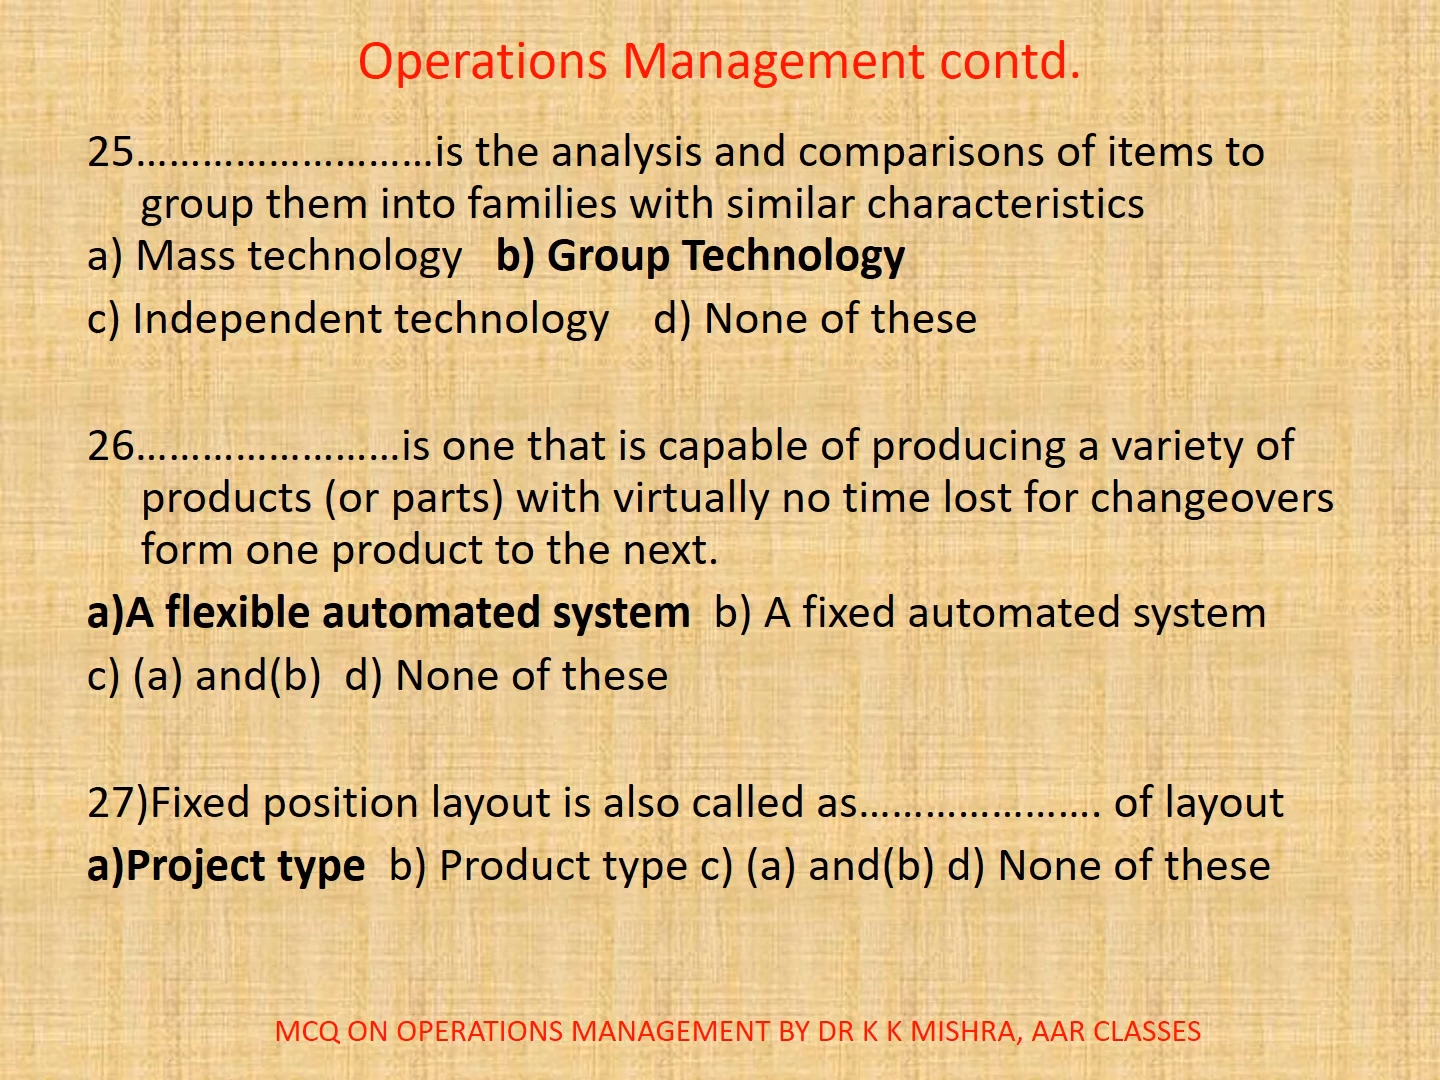 Operations Management contd.
25………………………is the analysis and comparisons of items to
group them into families with similar characteristics
a) Mass technology b) Group Technology
c) Independent technology d) None of these
26……………………is one that is capable of producing a variety of
products (or parts) with virtually no time lost for changeovers
form one product to the next.
a)A flexible automated system b) A fixed automated system
c) (a) and(b) d) None of these
27)Fixed position layout is also called as…………………. of layout
a)Project type b) Product type c) (a) and(b) d) None of these
MCQ ON OPERATIONS MANAGEMENT BY DR K K MISHRA, AAR CLASSES